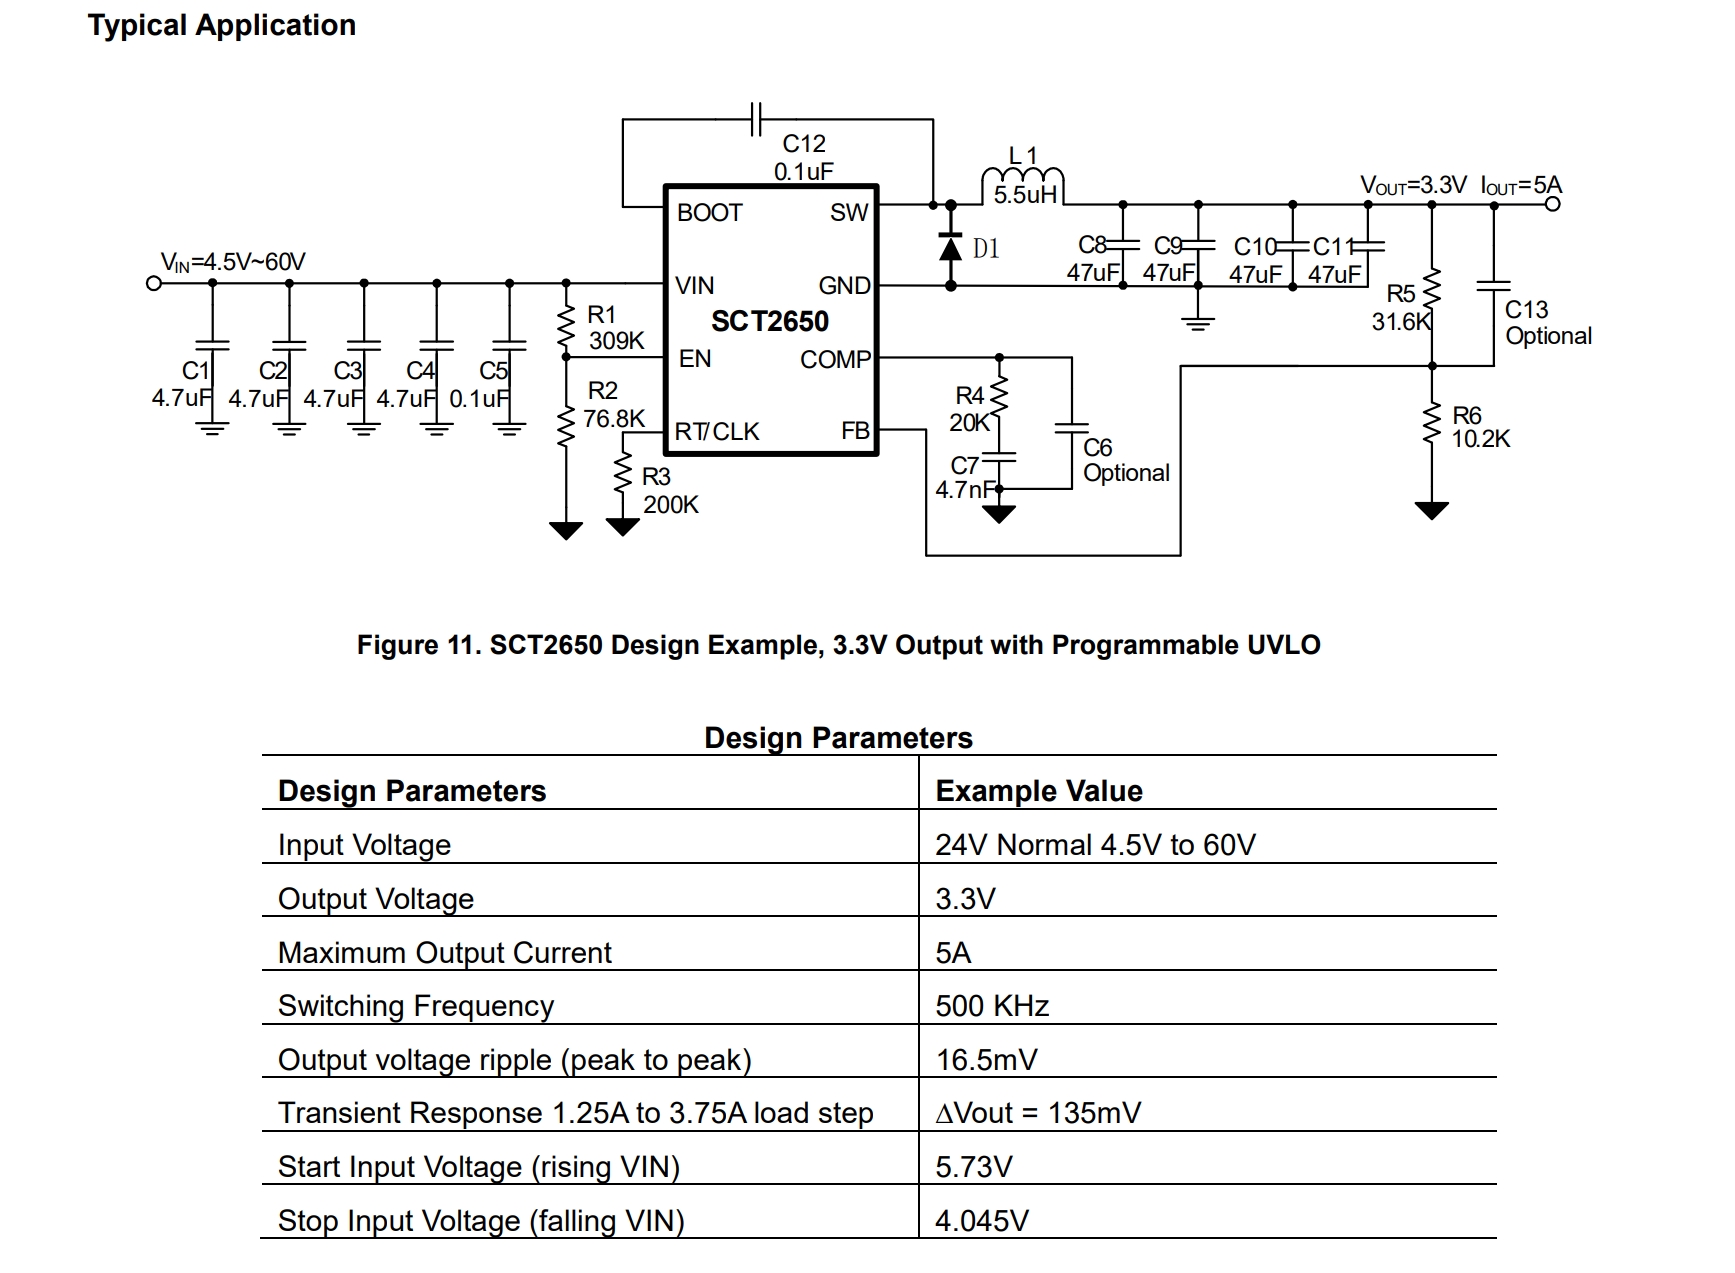 Typical Application
C12
0.1uF
L1
5.5uH
VOUT=3.3V IOUT=5A
BOOT
SW
D1
C8
47uF
C9
47uF
C10
47uF
C11
47uF
VIN=4.5V~60V
VIN
GND
SCT2650
R1
309K
R5
31.6K
C13
Optional
EN
COMP
C1
4.7uF
C2
4.7uF
C3
4.7uF
C4
4.7uF
C5
0.1uF
R2
76.8K
R4
20K
RT/CLK
FB
R6
10.2K
C6
Optional
C7
4.7nF
R3
200K
Figure 11. SCT2650 Design Example, 3.3V Output with Programmable UVLO
Design Parameters
Design Parameters Example Value
Input Voltage 24V Normal 4.5V to 60V
Output Voltage 3.3V
Maximum Output Current 5A
Switching Frequency 500 KHz
Output voltage ripple (peak to peak) 16.5mV
Transient Response 1.25A to 3.75A load step ΔVout = 135mV
Start Input Voltage (rising VIN) 5.73V
Stop Input Voltage (falling VIN) 4.045V